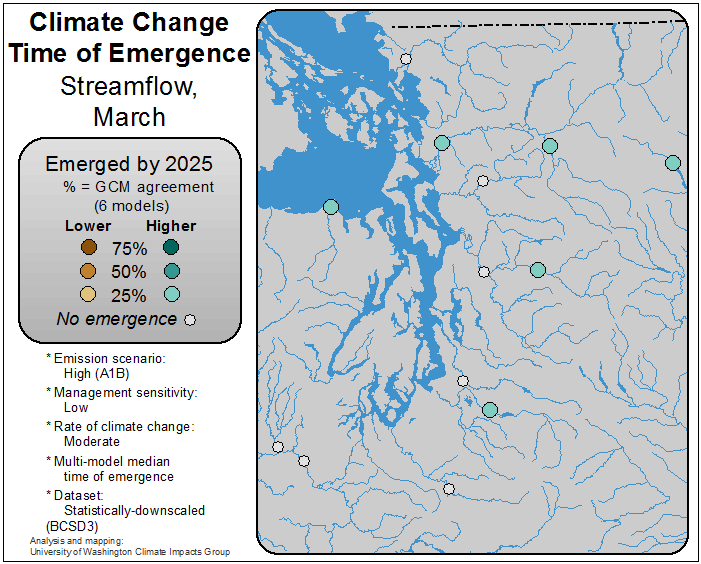 Climate Change
Time of Emergence
Streamflow,
March
Emerged by 2025
% = GCM agreement
(6 models)
Lower Higher
75%
50%
25%
No emergence
* Emission scenario:
High (A1B)
* Management sensitivity:
Low
* Rate of climate change:
Moderate
* Multi-model median
time of emergence
* Dataset:
Statistically-downscaled
(BCSD3)
Analysis and mapping:
University of Washington Climate Impacts Group